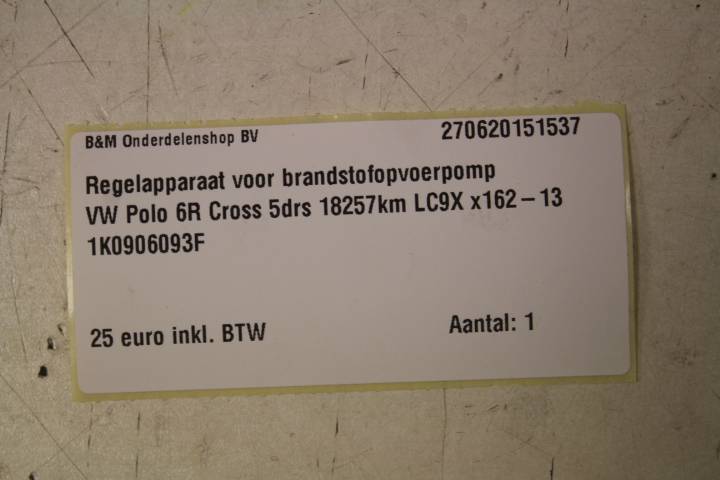 B&M Onderdelenshop BV 270620151537
Regelapparaat voor brandstofopvoerpomp
VW Polo 6R Cross 5drs 18257km LC9X x162-13
1K0906093F
25 euro inkl. BTW Aantal: 1